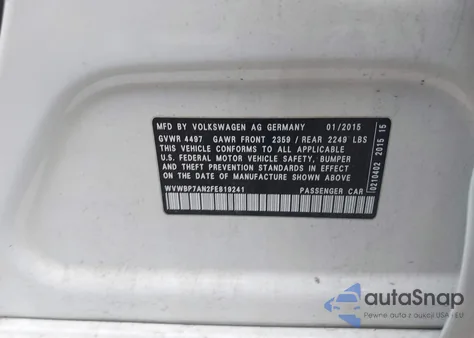 MFD BY VOLKSWAGEN AG GERMANY 01/2015
GVWR 4497 GAWR FRONT 2359 / REAR 2249 LBS
THIS VEHICLE CONFORMS TO ALL APPLICABLE
U.S. FEDERAL MOTOR VEHICLE SAFETY, BUMPER
AND THEFT PREVENTION STANDARDS IN EFFECT
ON THE DATE OF MANUFACTURE SHOWN ABOVE
WVWBP7AN2FE819241 PASSENGER CAR
0210402 2015 15
autoSnap
Pewne auta z aukcji USA i EU